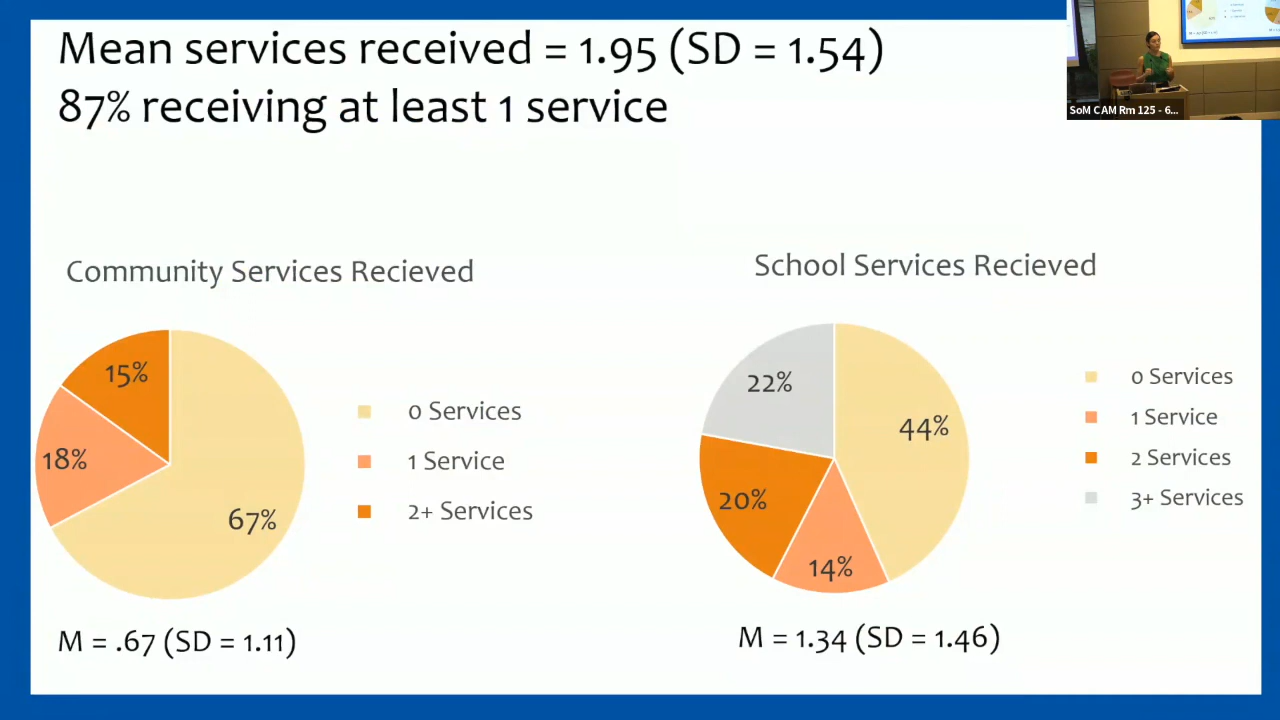 Mean services received = 1.95 (SD = 1.54)
87% receiving at least 1 service
SoM CAM Rm 125 - 6...
Community Services Recieved
15%
18%
67%
0 Services
1 Service
2+ Services
M = .67 (SD = 1.11)
School Services Recieved
22%
44%
20%
14%
0 Services
1 Service
2 Services
3+ Services
M = 1.34 (SD = 1.46)